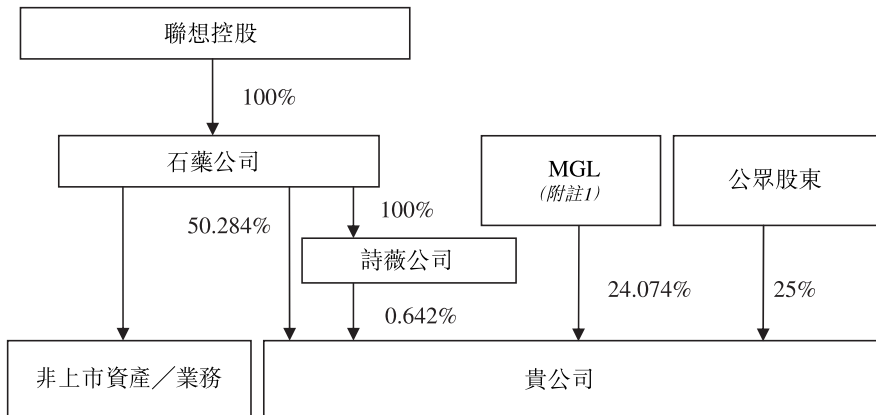 聯想控股
100%
石藥公司
MGL
(附註1)
公眾股東
50.284%
100%
詩薇公司
0.642%
24.074%
25%
非上市資產／業務
貴公司